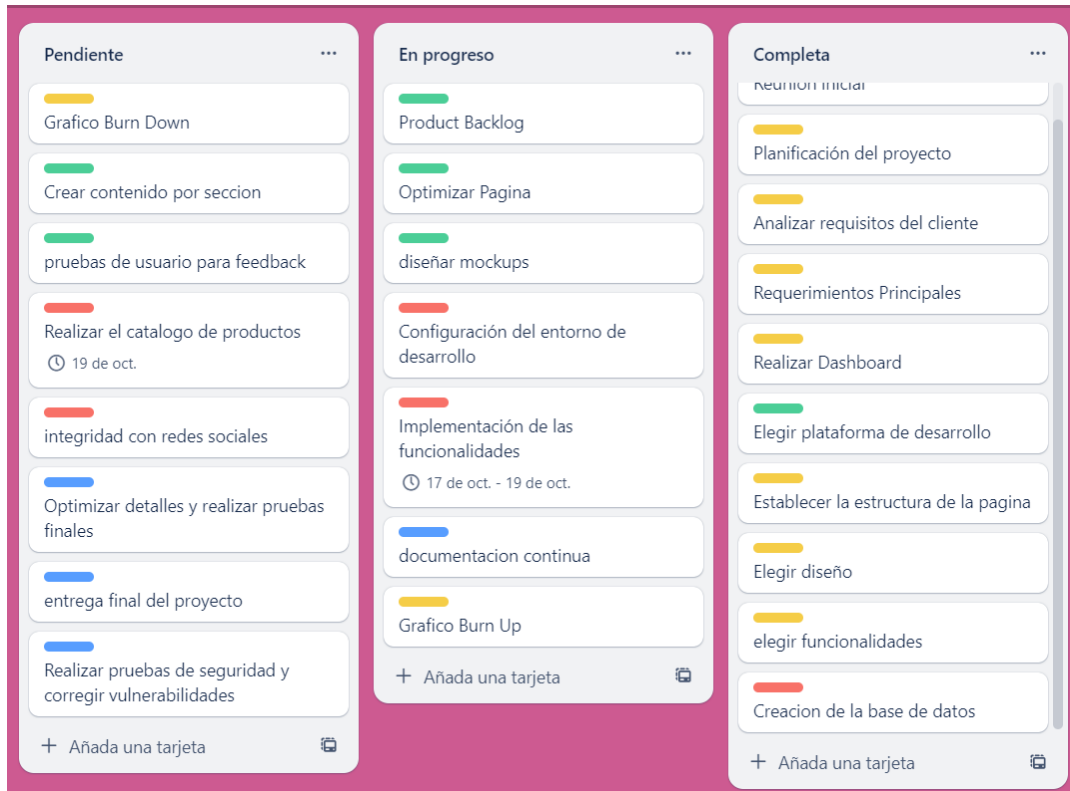 Pendiente
Grafico Burn Down
Crear contenido por seccion
pruebas de usuario para feedback
Realizar el catalogo de productos
19 de oct.
integridad con redes sociales
Optimizar detalles y realizar pruebas
finales
entrega final del proyecto
Realizar pruebas de seguridad y
corregir vulnerabilidades
+ Añada una tarjeta
En progreso
Product Backlog
Optimizar Pagina
diseñar mockups
Configuración del entorno de
desarrollo
Implementación de las
funcionalidades
17 de oct. - 19 de oct.
documentacion continua
Grafico Burn Up
+ Añada una tarjeta
Completa
Reunion Inicial
Planificación del proyecto
Analizar requisitos del cliente
Requerimientos Principales
Realizar Dashboard
Elegir plataforma de desarrollo
Establecer la estructura de la pagina
Elegir diseño
elegir funcionalidades
Creacion de la base de datos
+ Añada una tarjeta